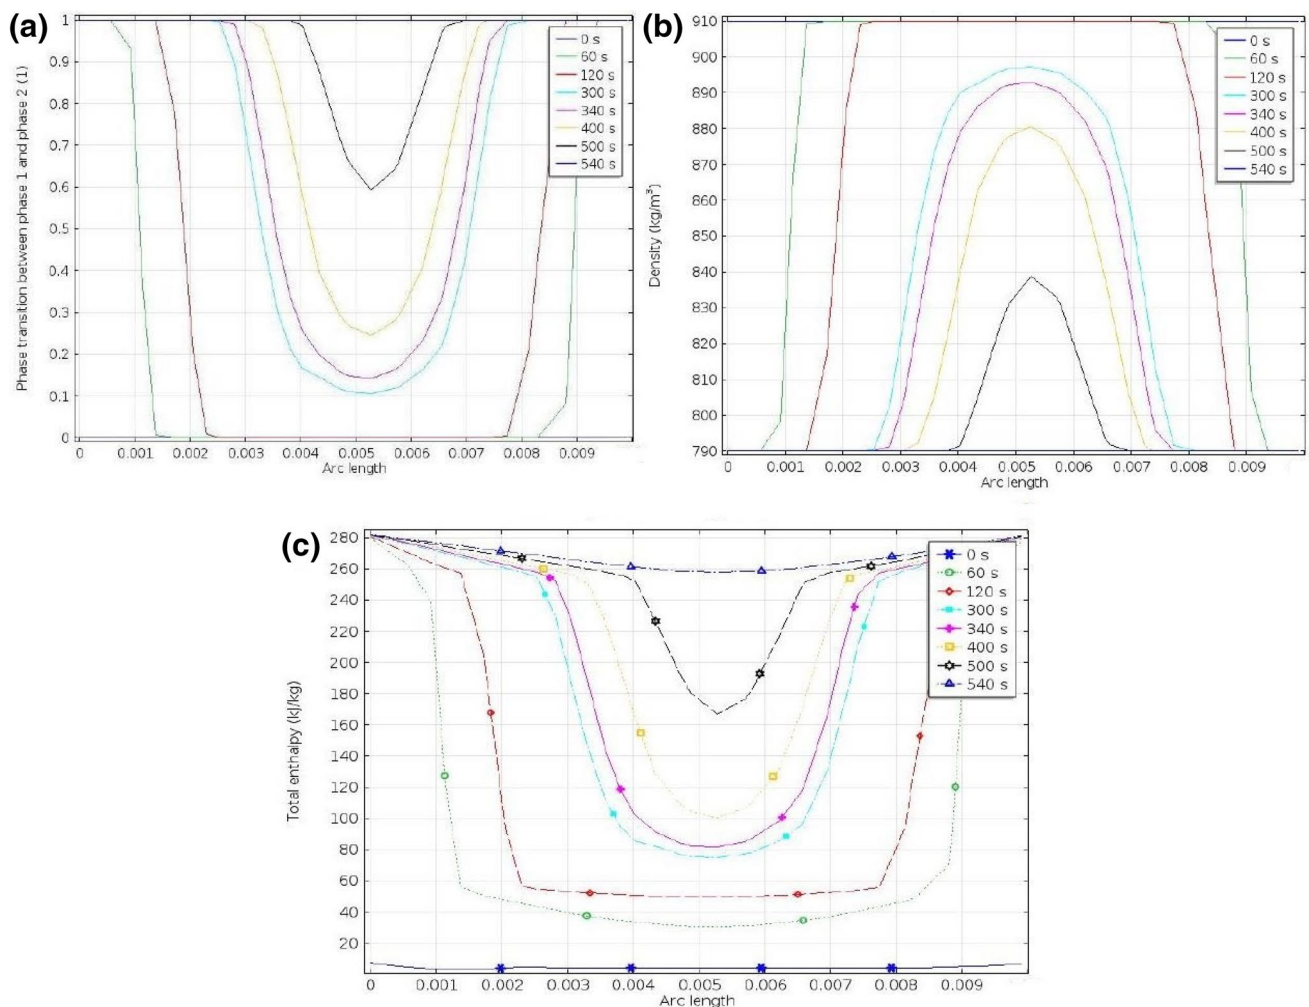 (a)
Phase transition between phase 1 and phase 2 (1)
1
0.9
0.8
0.7
0.6
0.5
0.4
0.3
0.2
0.1
0
0 s
60 s
120 s
300 s
340 s
400 s
500 s
540 s
0 0.001 0.002 0.003 0.004 0.005 0.006 0.007 0.008 0.009
Arc length
(b)
Density (kg/m³)
910
900
890
880
870
860
850
840
830
820
810
800
790
0 s
60 s
120 s
300 s
340 s
400 s
500 s
540 s
0 0.001 0.002 0.003 0.004 0.005 0.006 0.007 0.008 0.009
Arc length
(c)
Total enthalpy (kJ/kg)
280
260
240
220
200
180
160
140
120
100
80
60
40
20
0 s
60 s
120 s
300 s
340 s
400 s
500 s
540 s
0 0.001 0.002 0.003 0.004 0.005 0.006 0.007 0.008 0.009
Arc length